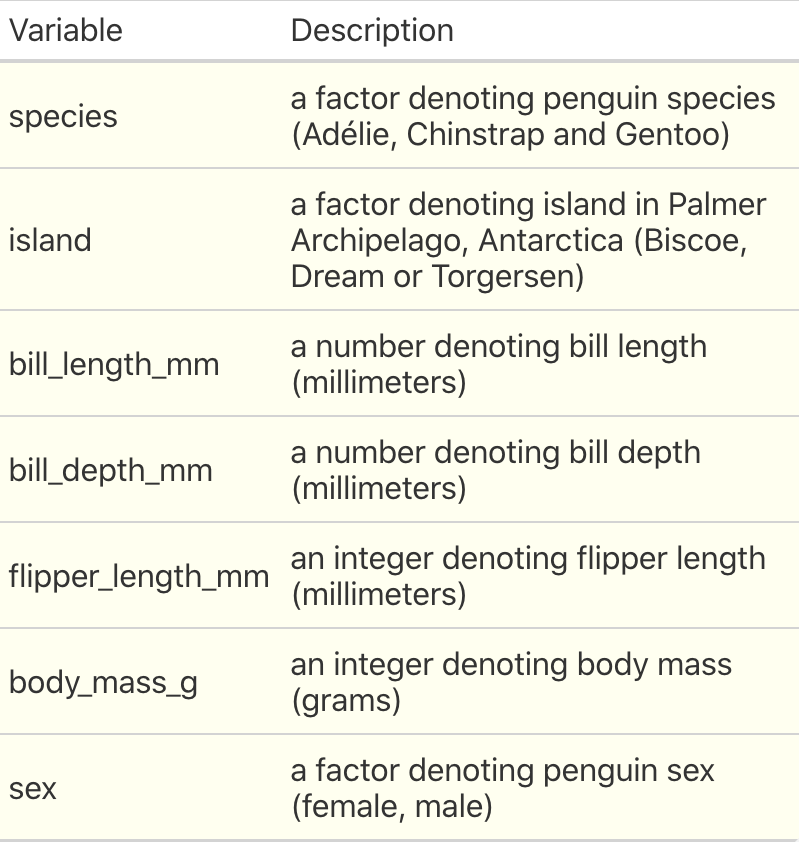 Variable Description
species
a factor denoting penguin species
(Adélie, Chinstrap and Gentoo)
island
a factor denoting island in Palmer
Archipelago, Antarctica (Biscoe,
Dream or Torgersen)
bill_length_mm
a number denoting bill length
(millimeters)
bill_depth_mm
a number denoting bill depth
(millimeters)
flipper_length_mm
an integer denoting flipper length
(millimeters)
body_mass_g
an integer denoting body mass
(grams)
sex
a factor denoting penguin sex
(female, male)